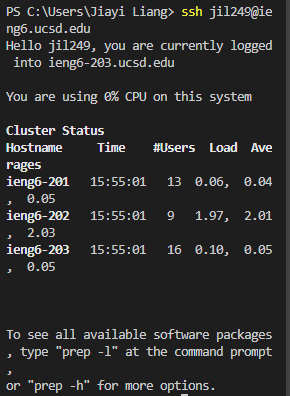 PS C:\Users\Jiayi Liang> ssh jil249@ie
ng6.ucsd.edu
Hello jil249, you are currently logged
 into ieng6-203.ucsd.edu
You are using 0% CPU on this system
Cluster Status
Hostname     Time    #Users  Load  Ave
rages
ieng6-201   15:55:01   13  0.06,  0.04
,  0.05
ieng6-202   15:55:01   9   1.97,  2.01
,  2.03
ieng6-203   15:55:01   16  0.10,  0.05
,  0.05
To see all available software packages
, type "prep -l" at the command prompt
,
or "prep -h" for more options.